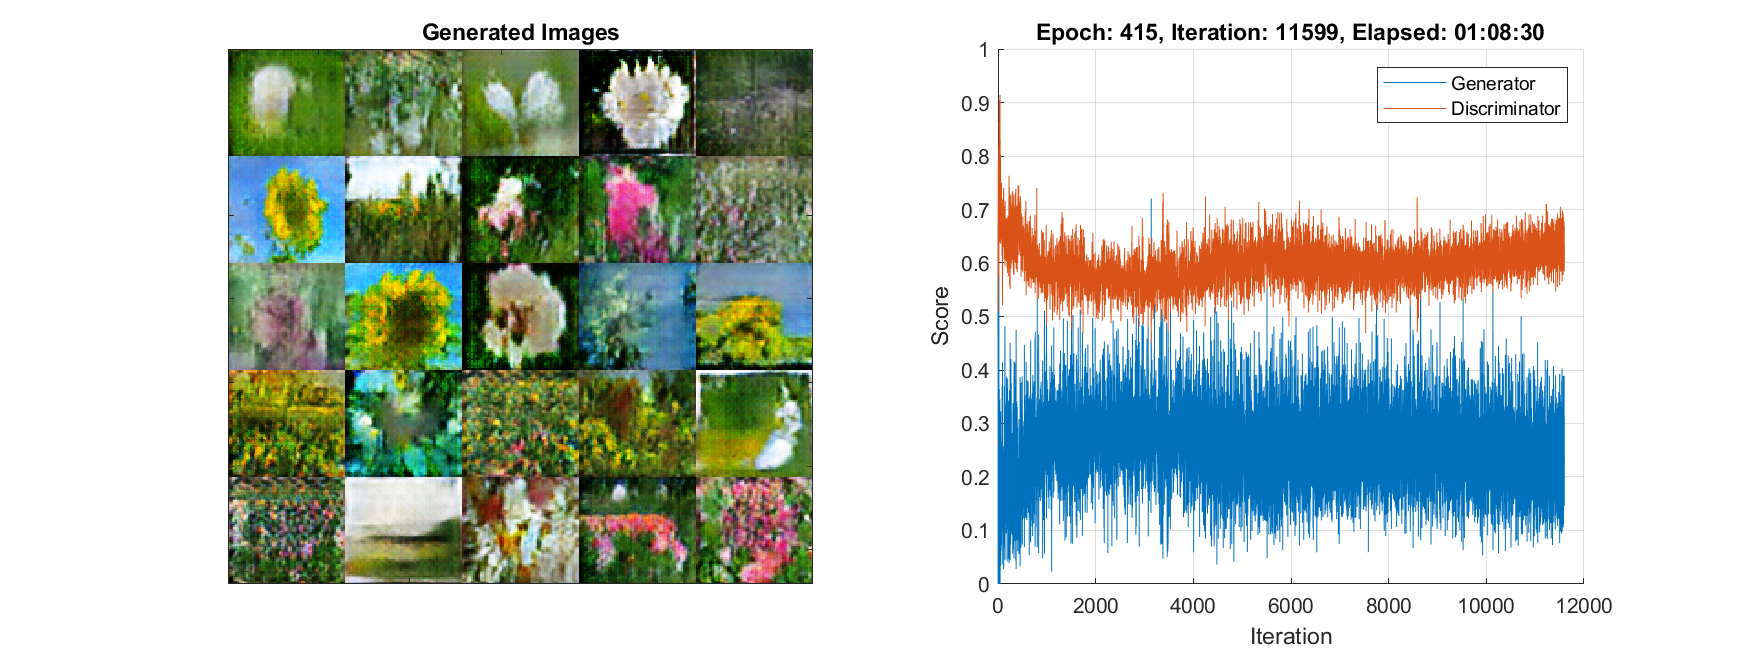 Generated Images
Epoch: 415, Iteration: 11599, Elapsed: 01:08:30
Generator
Discriminator
1
0.9
0.8
0.7
0.6
0.5
0.4
0.3
0.2
0.1
0
Score
0 2000 4000 6000 8000 10000 12000
Iteration